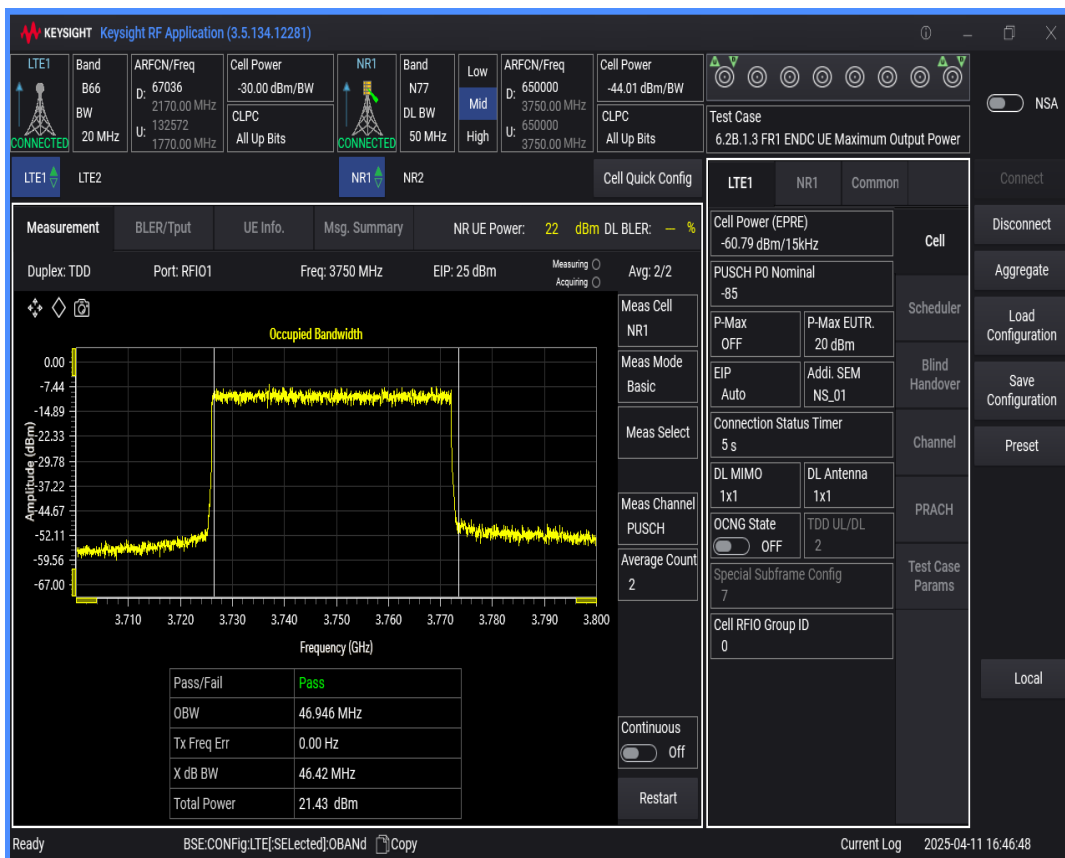 KEYSIGHT Keysight RF Application (3.5.134.12281)
LTE1
CONNECTED
Band
B66
BW
20 MHz
ARFCN/Freq
D: 67036
2170.00 MHz
U: 132572
1770.00 MHz
Cell Power
-30.00 dBm/BW
CLPC
All Up Bits
NR1
CONNECTED
Band
N77
DL BW
50 MHz
Low
Mid
High
ARFCN/Freq
D: 650000
3750.00 MHz
U: 650000
3750.00 MHz
Cell Power
-44.01 dBm/BW
CLPC
All Up Bits
Test Case
6.2B.1.3 FR1 ENDC UE Maximum Output Power
NSA
LTE1 LTE2 NR1 NR2 Cell Quick Config
Measurement BLER/Tput UE Info. Msg. Summary NR UE Power: 22 dBm DL BLER: — %
Duplex: TDD Port: RFIO1 Freq: 3750 MHz EIP: 25 dBm Measuring Acquiring Avg: 2/2
Occupied Bandwidth
Amplitude (dBm)
0.00
-7.44
-14.89
-22.33
-29.78
-37.22
-44.67
-52.11
-59.56
-67.00
3.710 3.720 3.730 3.740 3.750 3.760 3.770 3.780 3.790 3.800
Frequency (GHz)
Pass/Fail Pass
OBW 46.946 MHz
Tx Freq Err 0.00 Hz
X dB BW 46.42 MHz
Total Power 21.43 dBm
Meas Cell
NR1
Meas Mode
Basic
Meas Select
Meas Channel
PUSCH
Average Count
2
Continuous
Off
Restart
LTE1 NR1 Common
Cell Power (EPRE)
-60.79 dBm/15kHz
PUSCH P0 Nominal
-85
P-Max
OFF
P-Max EUTR.
20 dBm
EIP
Auto
Addi. SEM
NS_01
Connection Status Timer
5 s
DL MIMO
1x1
DL Antenna
1x1
OCNG State
OFF
TDD UL/DL
2
Special Subframe Config
7
Cell RFIO Group ID
0
Cell
Scheduler
Blind
Handover
Channel
PRACH
Test Case
Params
Connect
Disconnect
Aggregate
Load
Configuration
Save
Configuration
Preset
Local
Ready BSE:CONFig:LTE[:SELected]:OBANd Copy Current Log 2025-04-11 16:46:48